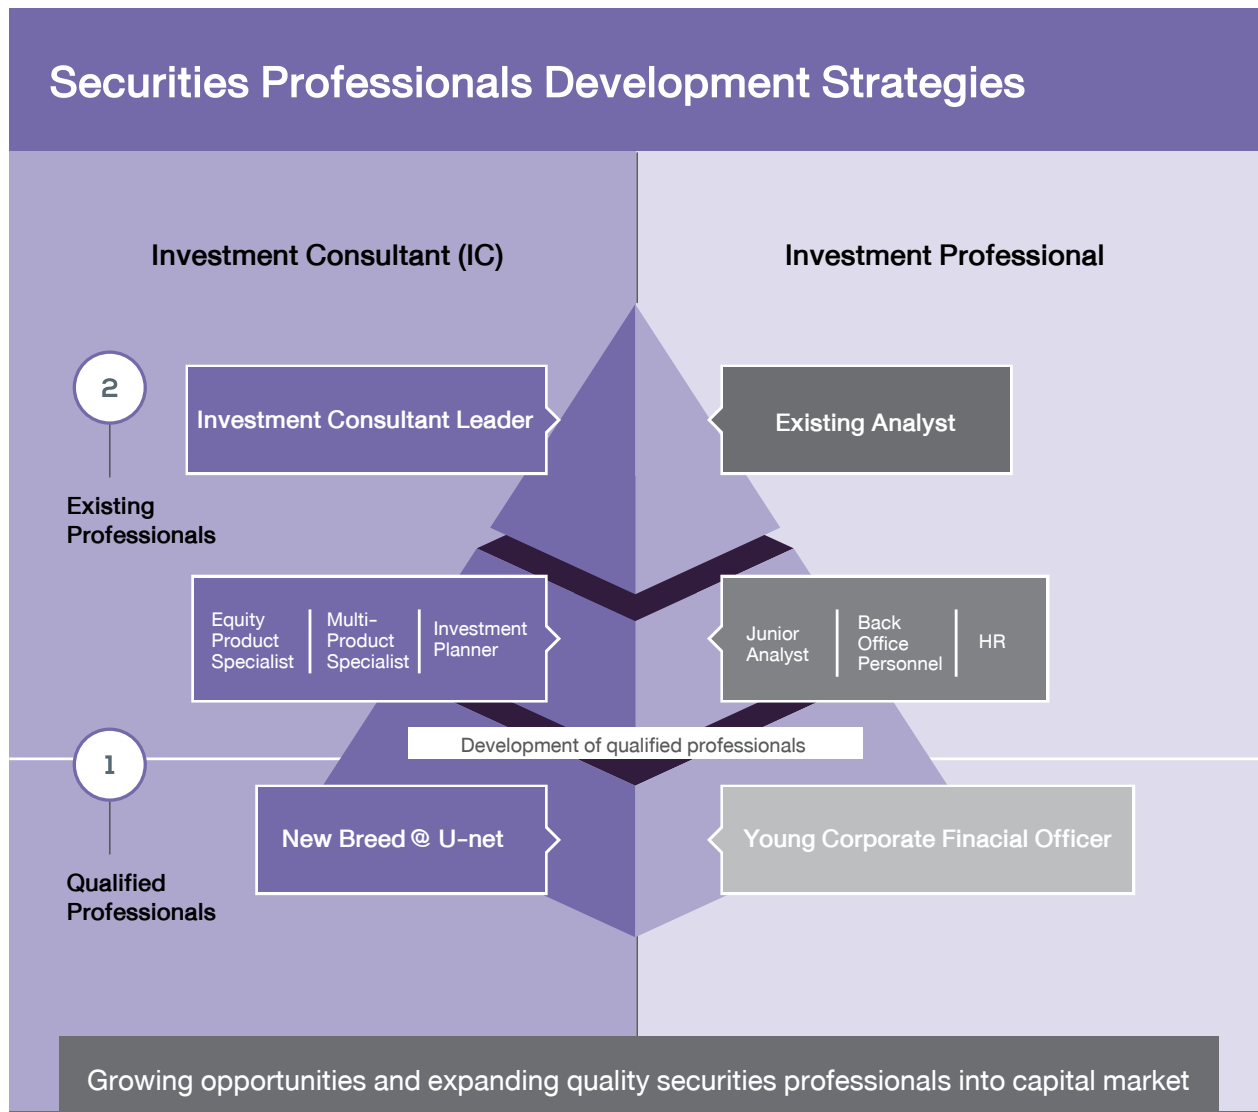 Securities Professionals Development Strategies
Investment Consultant (IC)
Investment Professional
2
Existing
Professionals
Investment Consultant Leader
Existing Analyst
Equity
Product
Specialist
Multi-
Product
Specialist
Investment
Planner
Junior
Analyst
Back
Office
Personnel
HR
Development of qualified professionals
1
Qualified
Professionals
New Breed @ U-net
Young Corporate Finacial Officer
Growing opportunities and expanding quality securities professionals into capital market